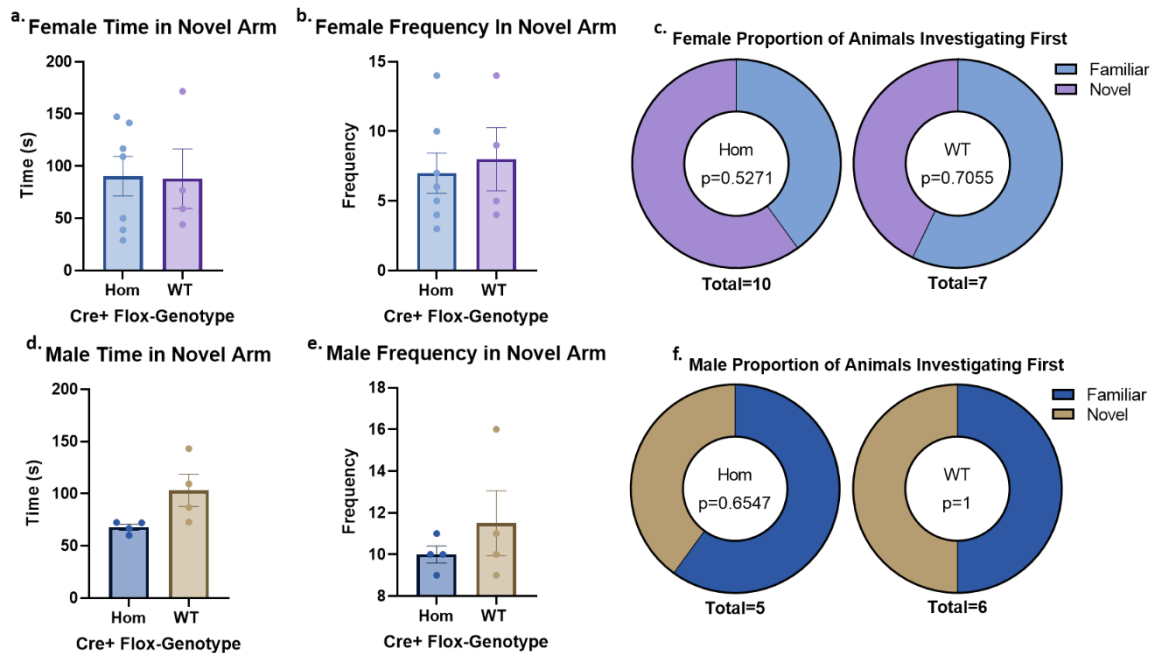 a. Female Time in Novel Arm
200
150
100
50
0
Time (s)
Hom WT
Cre+ Flox-Genotype
b. Female Frequency In Novel Arm
15
10
5
0
Frequency
Hom WT
Cre+ Flox-Genotype
c. Female Proportion of Animals Investigating First
Familiar
Novel
Hom
p=0.5271
Total=10
WT
p=0.7055
Total=7
d. Male Time in Novel Arm
200
150
100
50
0
Time (s)
Hom WT
Cre+ Flox-Genotype
e. Male Frequency in Novel Arm
18
16
14
12
10
8
Frequency
Hom WT
Cre+ Flox-Genotype
f. Male Proportion of Animals Investigating First
Familiar
Novel
Hom
p=0.6547
Total=5
WT
p=1
Total=6